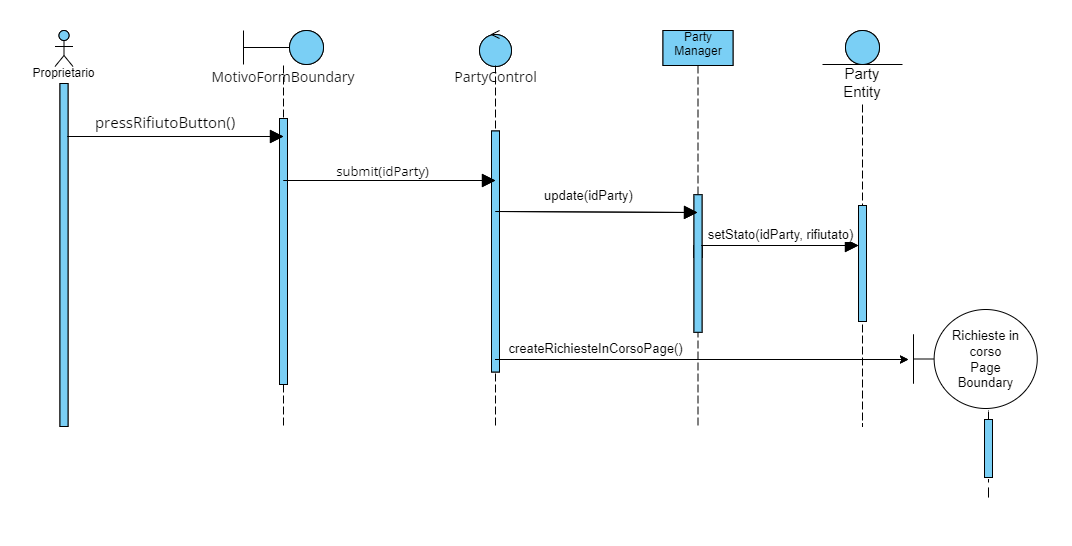 Proprietario
MotivoFormBoundary
PartyControl
Party
Manager
Party
Entity
pressRifiutoButton()
submit(idParty)
update(idParty)
setStato(idParty, rifiutato)
createRichiesteInCorsoPage()
Richieste in
corso
Page
Boundary